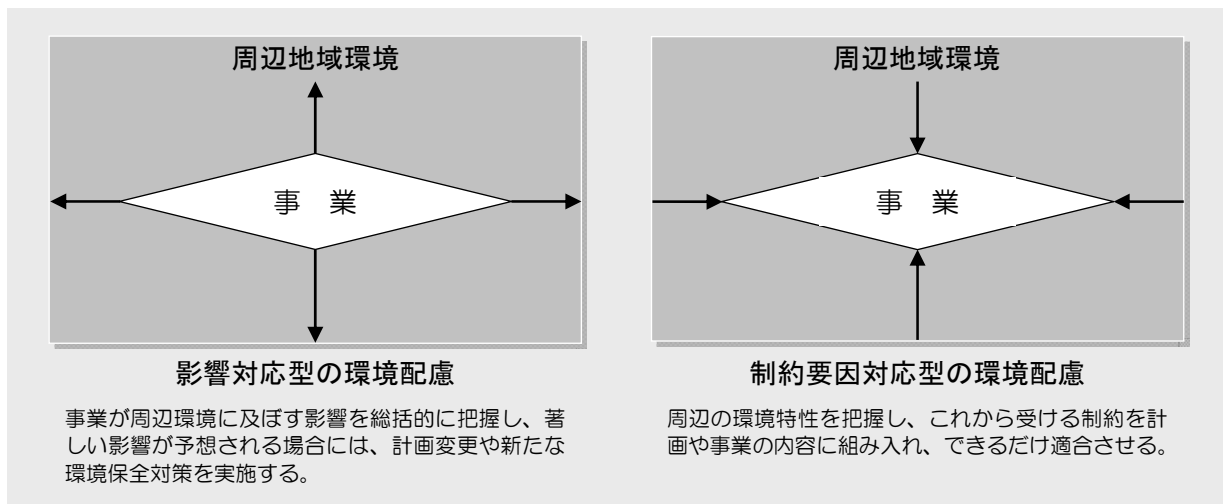 周辺地域環境
事　業
影響対応型の環境配慮
事業が周辺環境に及ぼす影響を総括的に把握し、著
しい影響が予想される場合には、計画変更や新たな
環境保全対策を実施する。
周辺地域環境
事　業
制約要因対応型の環境配慮
周辺の環境特性を把握し、これから受ける制約を計
画や事業の内容に組み入れ、できるだけ適合させる。